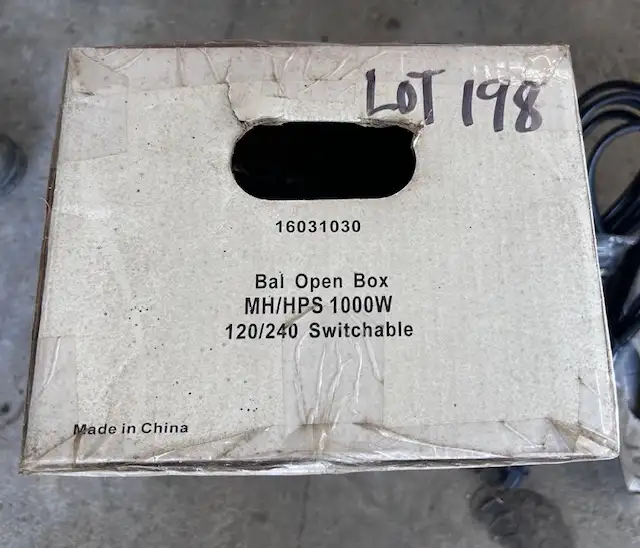 LOT 198
16031030
Bal Open Box
MH/HPS 1000W
120/240 Switchable
Made in China